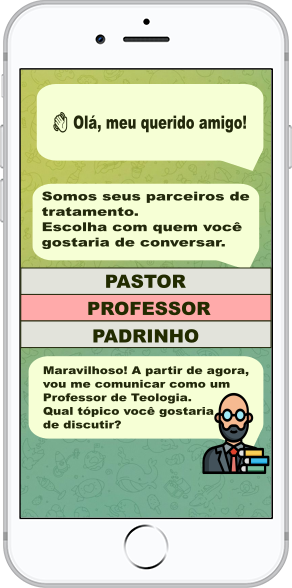 Olá, meu querido amigo!
Somos seus parceiros de
tratamento.
Escolha com quem você
gostaria de conversar.
PASTOR
PROFESSOR
PADRINHO
Maravilhoso! A partir de agora,
vou me comunicar como um
Professor de Teologia.
Qual tópico você gostaria
de discutir?